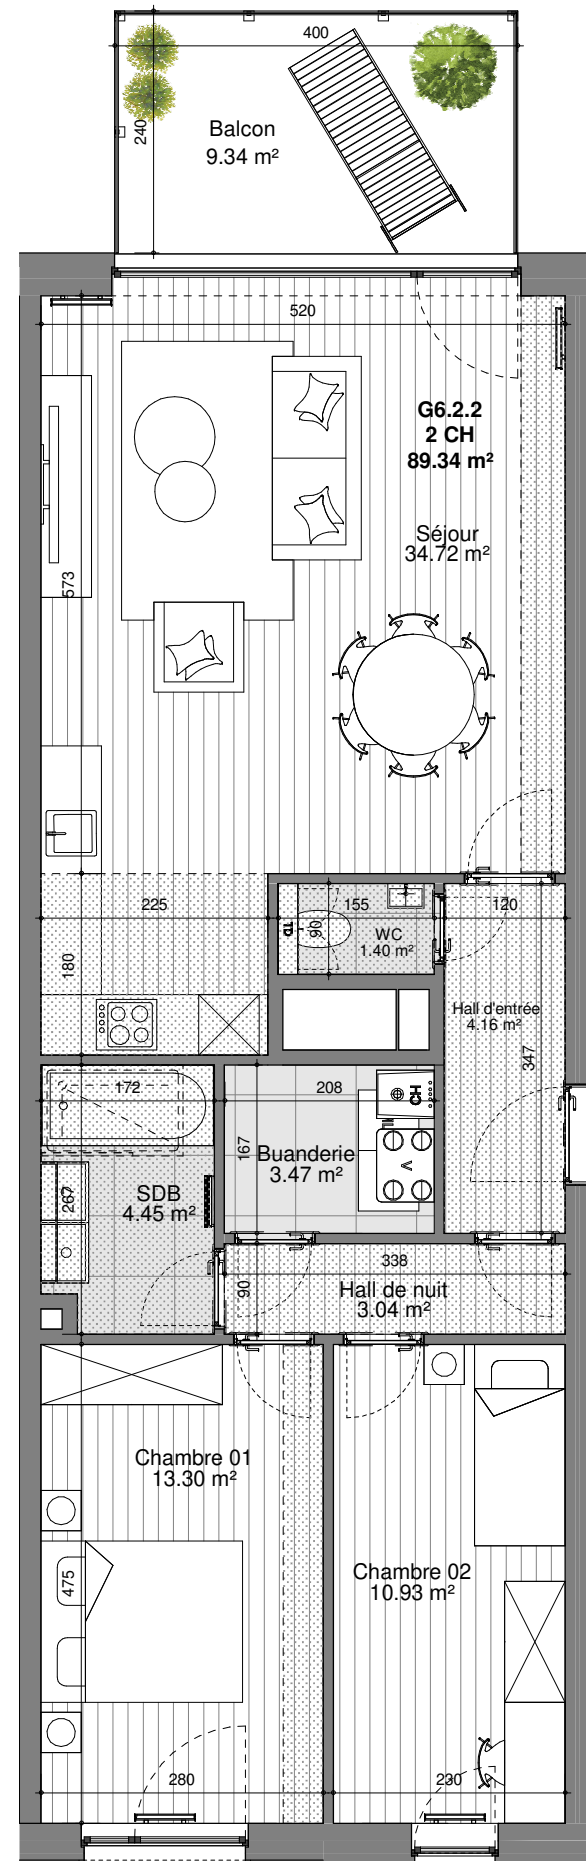 400
240
Balcon
9.34 m²
520
G6.2.2
2 CH
89.34 m²
Séjour
34.72 m²
573
225
155
120
90
TD
WC
1.40 m²
180
Hall d'entrée
4.16 m²
347
172
208
CH
167
Buanderie
3.47 m²
V
SDB
4.45 m²
267
338
90
Hall de nuit
3.04 m²
Chambre 01
13.30 m²
475
Chambre 02
10.93 m²
280
230